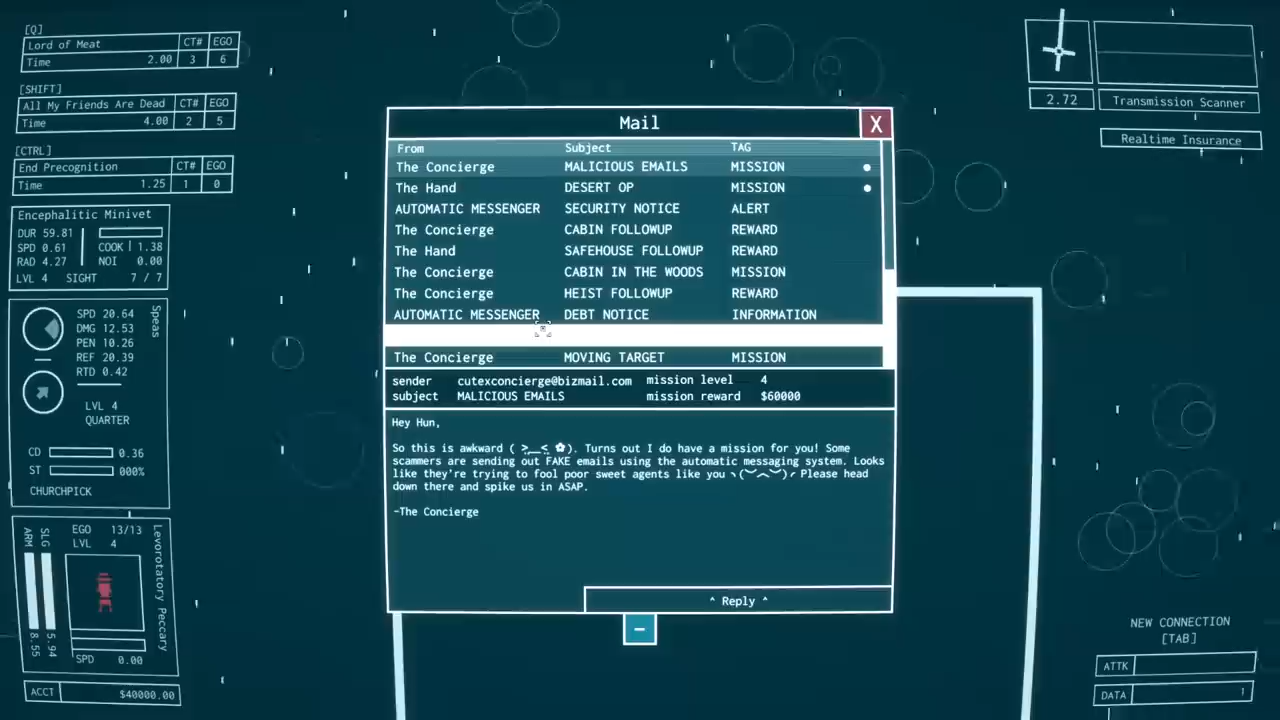 [Q]
Lord of Meat CT# EGO
Time 2.00 3 6
[SHIFT]
All My Friends Are Dead CT# EGO
Time 4.00 2 5
[CTRL]
End Precognition CT# EGO
Time 1.25 1 0
Encephalitic Minivet
DUR 59.81
SPD 0.61 COOK 1.38
RAD 4.27 NOI 0.00
LVL 4 SIGHT 7 / 7
SPD 20.64
DMG 12.53
PEN 10.26
REF 20.39
RTD 0.42
Speas
LVL 4
QUARTER
CD 0.36
ST 000%
CHURCHPICK
EGO 13/13
LVL 4
ARM SLG
8.55 5.94
Levorotatory Peccary
SPD 0.00
ACCT $40000.00
Mail X
From Subject TAG
The Concierge MALICIOUS EMAILS MISSION
The Hand DESERT OP MISSION
AUTOMATIC MESSENGER SECURITY NOTICE ALERT
The Concierge CABIN FOLLOWUP REWARD
The Hand SAFEHOUSE FOLLOWUP REWARD
The Concierge CABIN IN THE WOODS MISSION
The Concierge HEIST FOLLOWUP REWARD
AUTOMATIC MESSENGER DEBT NOTICE INFORMATION
The Concierge MOVING TARGET MISSION
sender cutexconcierge@bizmail.com mission level 4
subject MALICIOUS EMAILS mission reward $60000
Hey Hun,
So this is awkward ( >__< ✿). Turns out I do have a mission for you! Some
scammers are sending out FAKE emails using the automatic messaging system. Looks
like they're trying to fool poor sweet agents like you ヽ(︶︿︶)ノ Please head
down there and spike us in ASAP.
-The Concierge
^ Reply ^
-
2.72 Transmission Scanner
Realtime Insurance
NEW CONNECTION
[TAB]
ATTK
DATA 1